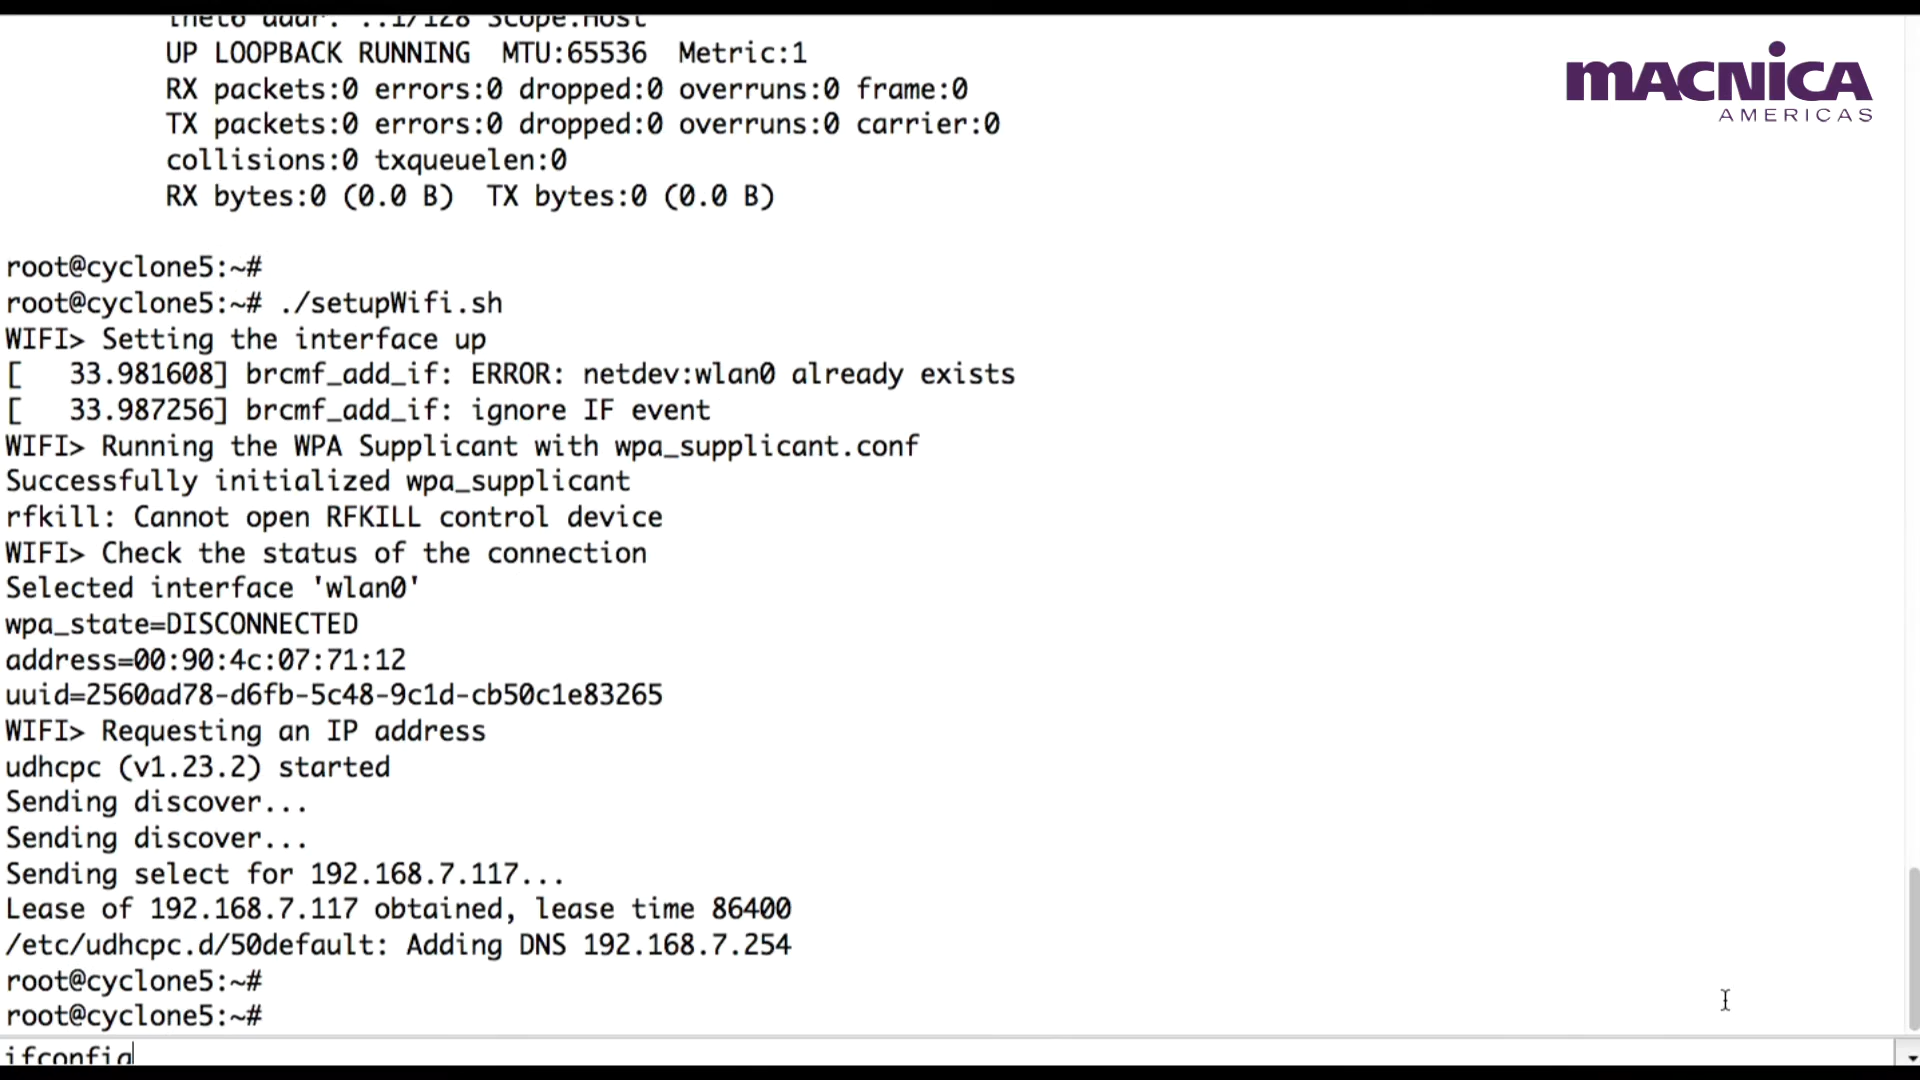 inet6 addr: ::1/128 Scope:Host
UP LOOPBACK RUNNING  MTU:65536  Metric:1
RX packets:0 errors:0 dropped:0 overruns:0 frame:0
TX packets:0 errors:0 dropped:0 overruns:0 carrier:0
collisions:0 txqueuelen:0
RX bytes:0 (0.0 B)  TX bytes:0 (0.0 B)
MACNICA
AMERICAS
root@cyclone5:~#
root@cyclone5:~# ./setupWifi.sh
WIFI> Setting the interface up
[   33.981608] brcmf_add_if: ERROR: netdev:wlan0 already exists
[   33.987256] brcmf_add_if: ignore IF event
WIFI> Running the WPA Supplicant with wpa_supplicant.conf
Successfully initialized wpa_supplicant
rfkill: Cannot open RFKILL control device
WIFI> Check the status of the connection
Selected interface 'wlan0'
wpa_state=DISCONNECTED
address=00:90:4c:07:71:12
uuid=2560ad78-d6fb-5c48-9c1d-cb50c1e83265
WIFI> Requesting an IP address
udhcpc (v1.23.2) started
Sending discover...
Sending discover...
Sending select for 192.168.7.117...
Lease of 192.168.7.117 obtained, lease time 86400
/etc/udhcpc.d/50default: Adding DNS 192.168.7.254
root@cyclone5:~#
root@cyclone5:~#
ifconfig